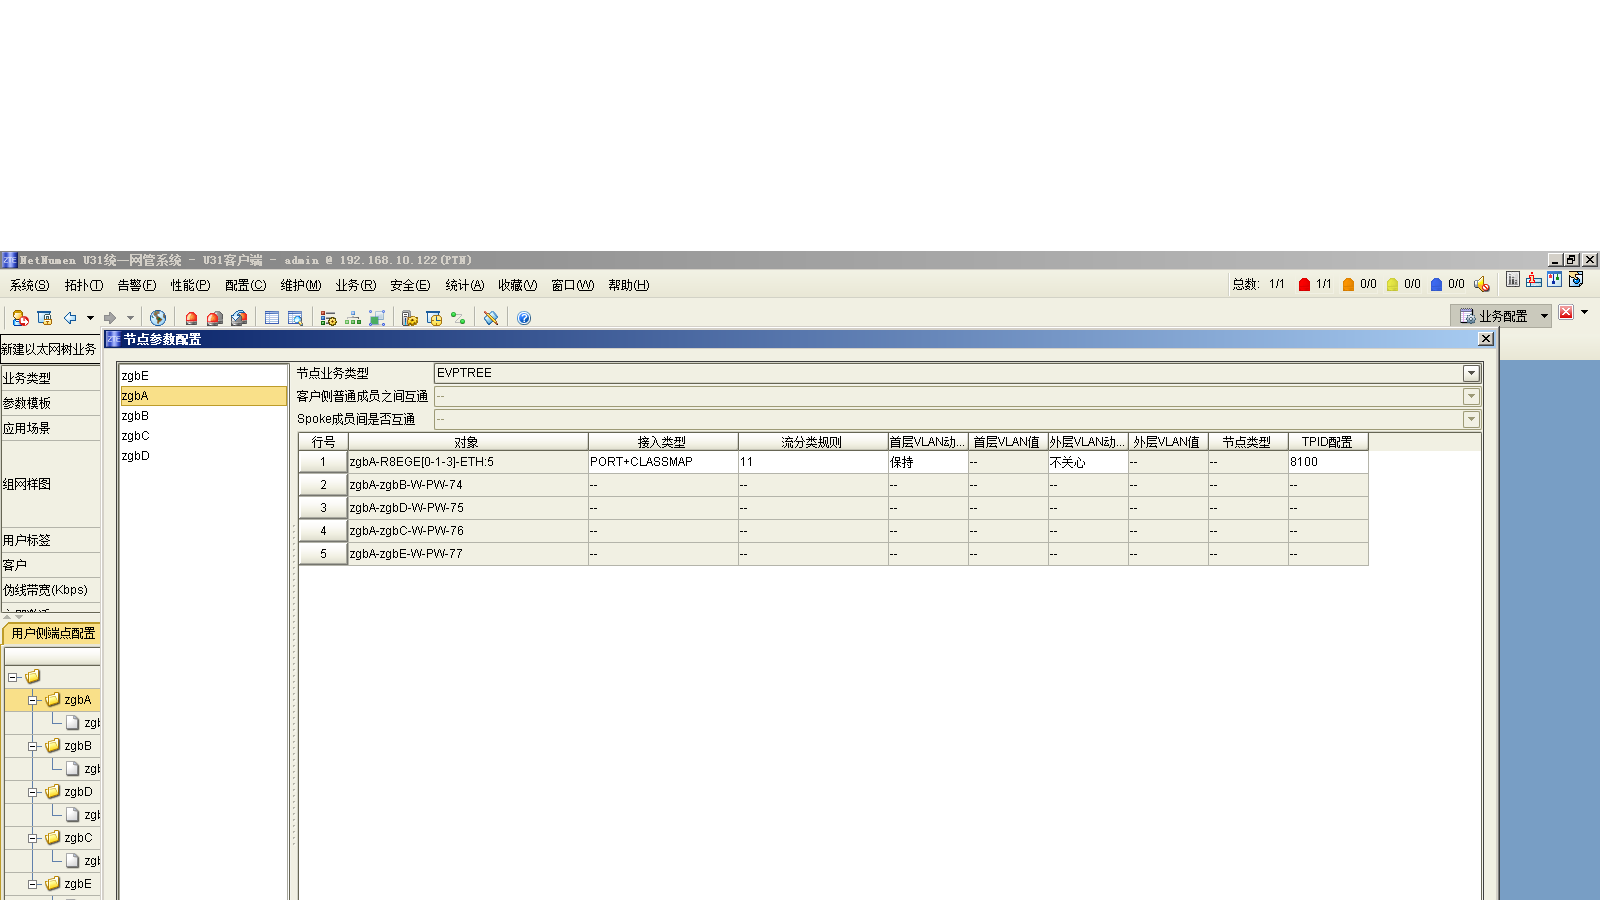 ZTE NetNumen U31统一网管系统 - U31客户端 - admin @ 192.168.10.122(PTN)
系统(S) 拓扑(T) 告警(F) 性能(P) 配置(C) 维护(M) 业务(R) 安全(E) 统计(A) 收藏(V) 窗口(W) 帮助(H) 总数: 1/1 1/1 0/0 0/0 0/0
业务配置
新建以太网树业务
业务类型
参数模板
应用场景
组网样图
用户标签
客户
伪线带宽(Kbps)
用户侧端点配置
zgbA
zgb
zgbB
zgb
zgbD
zgb
zgbC
zgb
zgbE
ZTE 节点参数配置
zgbE
zgbA
zgbB
zgbC
zgbD
节点业务类型 EVPTREE
客户侧普通成员之间互通 --
Spoke成员间是否互通 --
行号 对象 接入类型 流分类规则 首层VLAN动... 首层VLAN值 外层VLAN动... 外层VLAN值 节点类型 TPID配置
1 zgbA-R8EGE[0-1-3]-ETH:5 PORT+CLASSMAP 11 保持 -- 不关心 -- -- 8100
2 zgbA-zgbB-W-PW-74 -- -- -- -- -- -- -- --
3 zgbA-zgbD-W-PW-75 -- -- -- -- -- -- -- --
4 zgbA-zgbC-W-PW-76 -- -- -- -- -- -- -- --
5 zgbA-zgbE-W-PW-77 -- -- -- -- -- -- -- --